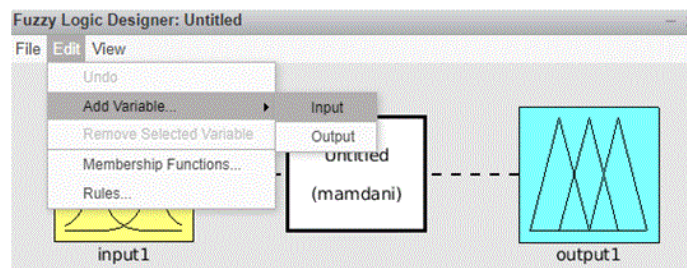 Fuzzy Logic Designer: Untitled
File Edit View
Undo
Add Variable...
Input
Remove Selected Variable
Output
Membership Functions...
Rules...
Untitled
(mamdani)
input1
output1